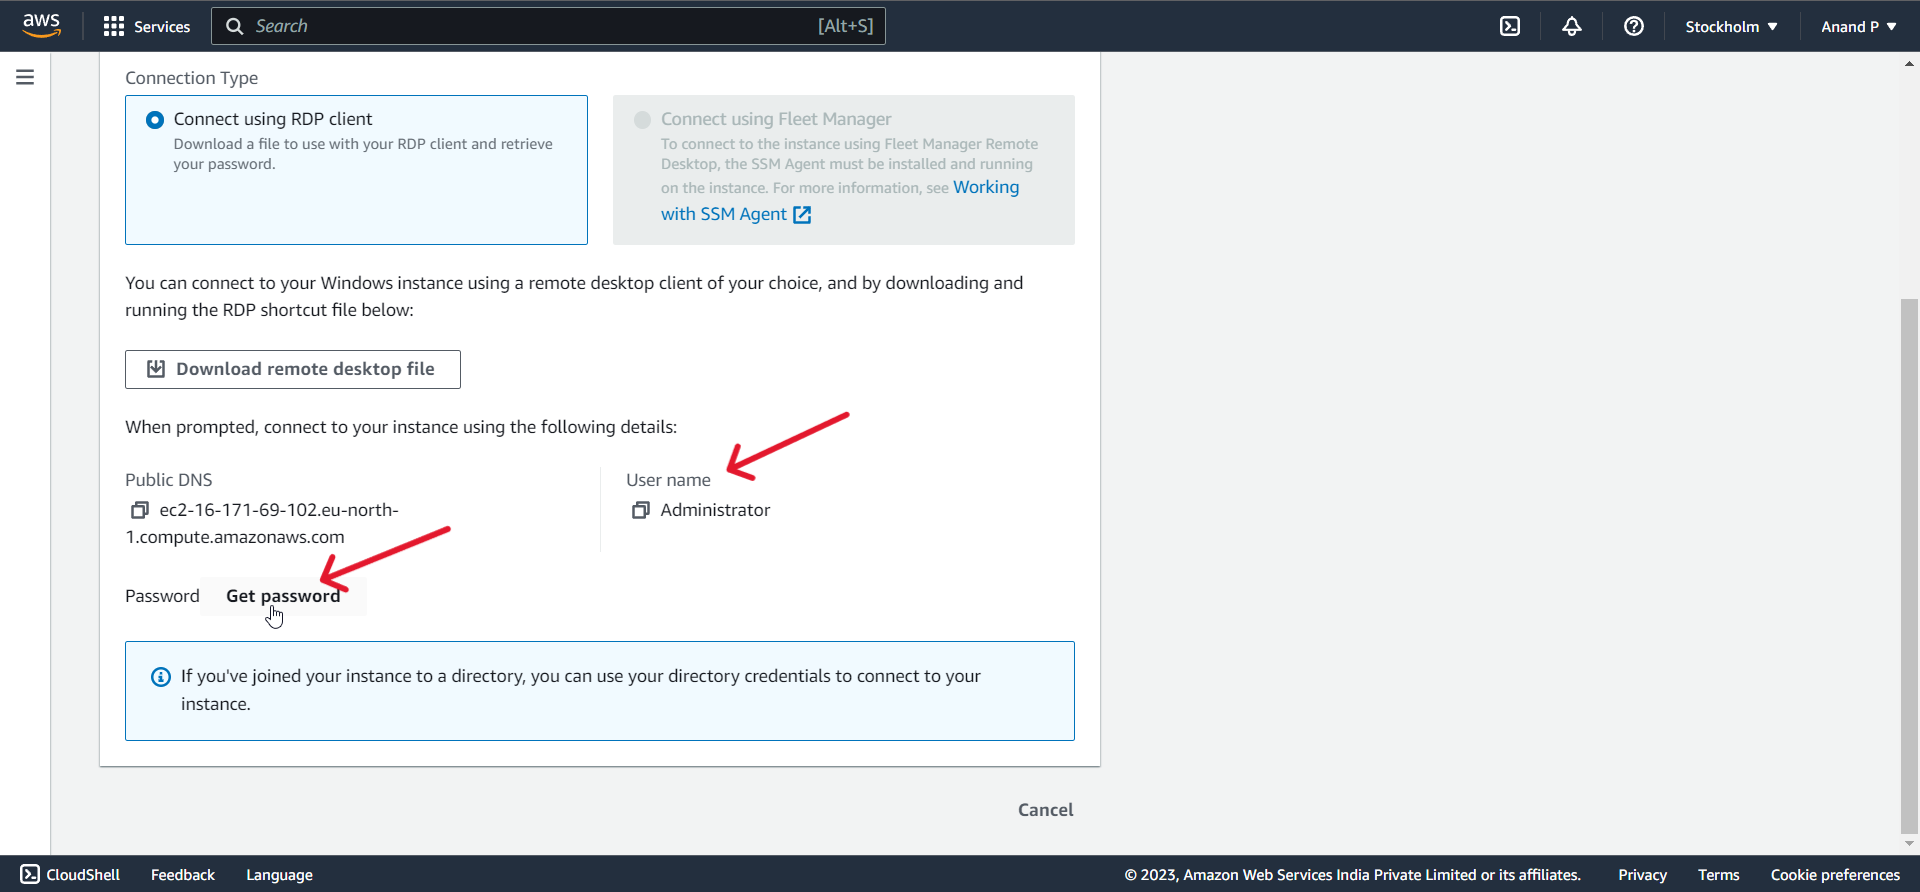 aws
Services
Search
[Alt+S]
Stockholm
Anand P
Connection Type
Connect using RDP client
Download a file to use with your RDP client and retrieve
your password.
Connect using Fleet Manager
To connect to the instance using Fleet Manager Remote
Desktop, the SSM Agent must be installed and running
on the instance. For more information, see Working
with SSM Agent
You can connect to your Windows instance using a remote desktop client of your choice, and by downloading and
running the RDP shortcut file below:
Download remote desktop file
When prompted, connect to your instance using the following details:
Public DNS
ec2-16-171-69-102.eu-north-
1.compute.amazonaws.com
User name
Administrator
Password
Get password
If you've joined your instance to a directory, you can use your directory credentials to connect to your
instance.
Cancel
CloudShell
Feedback
Language
© 2023, Amazon Web Services India Private Limited or its affiliates.
Privacy
Terms
Cookie preferences